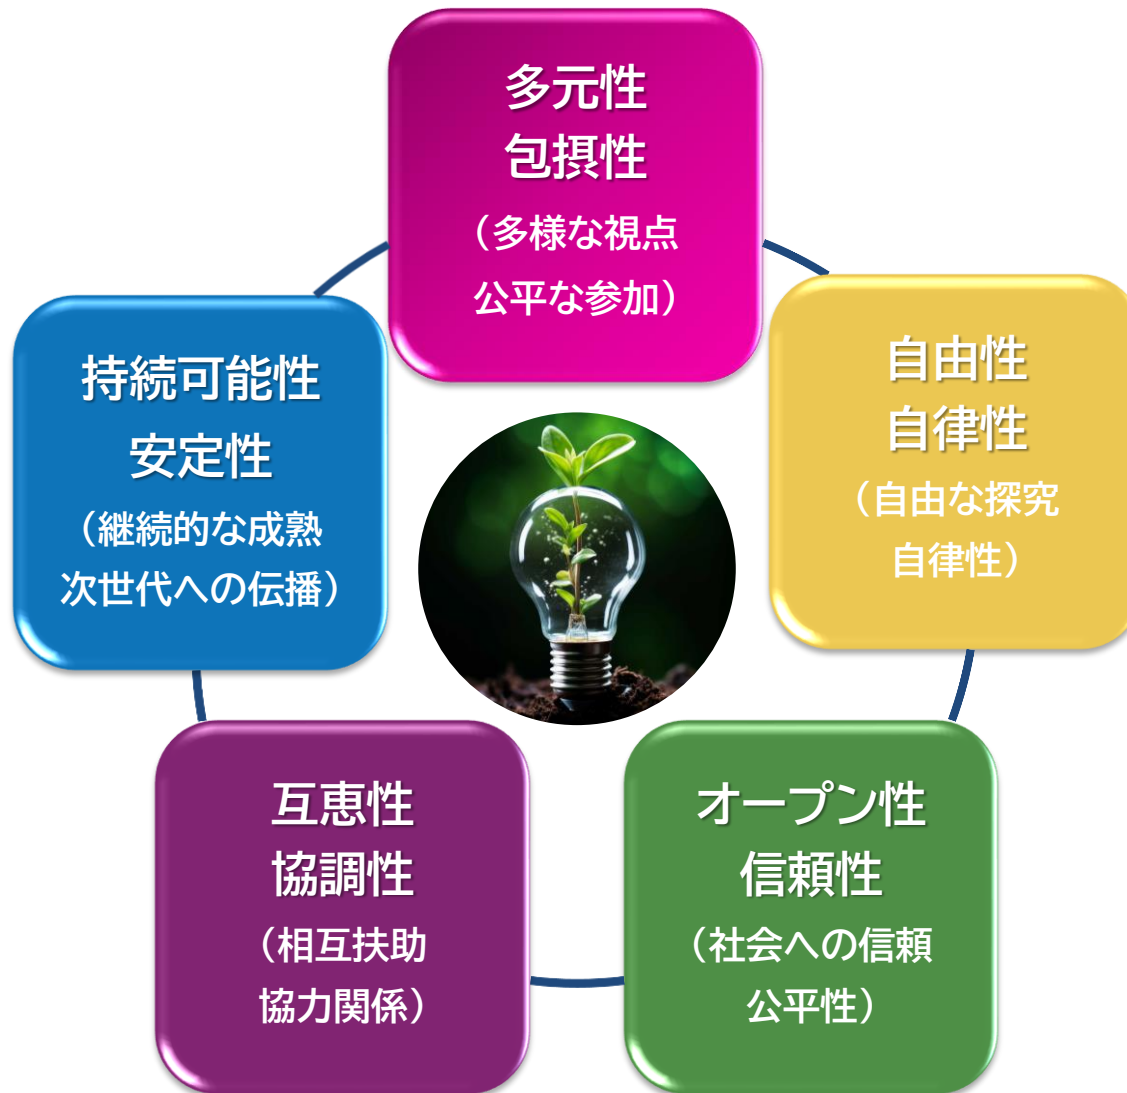 多元性
包摂性
（多様な視点
公平な参加）
自由性
自律性
（自由な探究
自律性）
オープン性
信頼性
（社会への信頼
公平性）
互恵性
協調性
（相互扶助
協力関係）
持続可能性
安定性
（継続的な成熟
次世代への伝播）